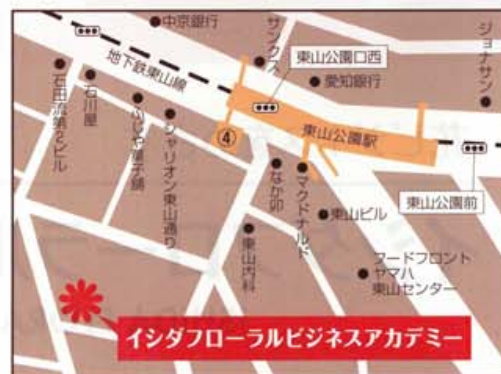 中京銀行
サンクス
ジョナサン
東山公園口西
愛知銀行
地下鉄東山線
石田流第2ビル
石川屋
ふじや菓子舗
シャリオン東山通り
④
東山公園駅
なか卯
マクドナルド
東山公園前
東山ビル
東山内科
フードフロント
ヤマハ
東山センター
イシダフローラルビジネスアカデミー